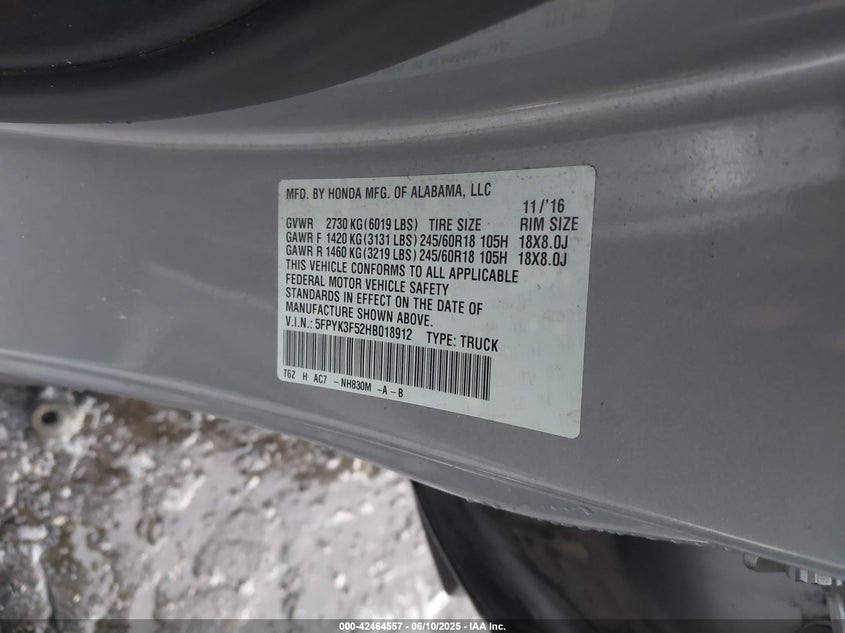 MFD. BY HONDA MFG. OF ALABAMA, LLC
11/'16
GVWR 2730 KG(6019 LBS) TIRE SIZE RIM SIZE
GAWR F 1420 KG(3131 LBS) 245/60R18 105H 18X8.0J
GAWR R 1460 KG(3219 LBS) 245/60R18 105H 18X8.0J
THIS VEHICLE CONFORMS TO ALL APPLICABLE
FEDERAL MOTOR VEHICLE SAFETY
STANDARDS IN EFFECT ON THE DATE OF
MANUFACTURE SHOWN ABOVE.
V.I.N.: 5FPYK3F52HB018912 TYPE: TRUCK
T6Z H AC7 -NH830M -A-B
000-42464557 - 06/10/2025 - IAA Inc.